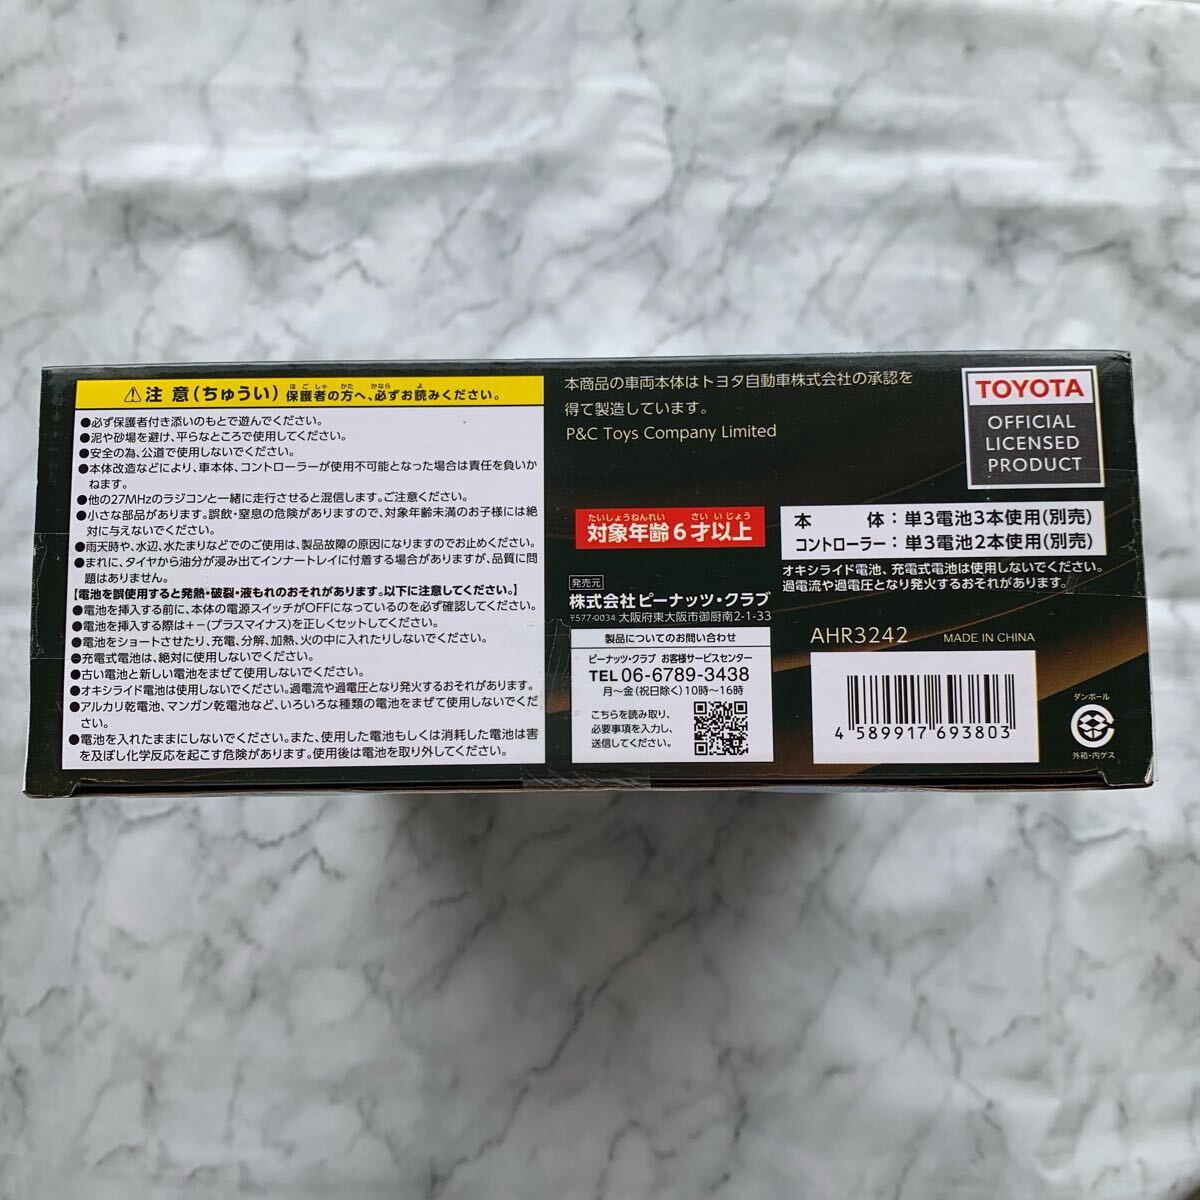 ⚠注意(ちゅうい) 保護者の方へ、必ずお読みください。
ほごしゃ かた かなら よ
●必ず保護者付き添いのもとで遊んでください。
●泥や砂場を避け、平らなところで使用してください。
●安全の為、公道で使用しないでください。
●本体改造などにより、車本体、コントローラーが使用不可能となった場合は責任を負いか
ねます。
●他の27MHzのラジコンと一緒に走行させると混信します。ご注意ください。
●小さな部品があります。誤飲・窒息の危険がありますので、対象年齢未満のお子様には絶
対に与えないでください。
●雨天時や、水辺、水たまりなどでのご使用は、製品故障の原因になりますのでお止めください。
●まれに、タイヤから油分が浸み出てインナートレイに付着する場合がありますが、品質に問
題はありません。
【電池を誤使用すると発熱・破裂・液もれのおそれがあります。以下に注意してください。】
●電池を挿入する前に、本体の電源スイッチがOFFになっているのを必ず確認してください。
●電池を挿入する際は+-(プラスマイナス)を正しくセットしてください。
●電池をショートさせたり、充電、分解、加熱、火の中に入れたりしないでください。
●充電式電池は、絶対に使用しないでください。
●古い電池と新しい電池をまぜて使用しないでください。
●オキシライド電池は使用しないでください。過電流や過電圧となり発火するおそれがあります。
●アルカリ乾電池、マンガン乾電池など、いろいろな種類の電池をまぜて使用しないでくださ
い。
●電池を入れたままにしないでください。また、使用した電池もしくは消耗した電池は害
を及ぼし化学反応を起こす危険があります。使用後は電池を取り外してください。
本商品の車両本体はトヨタ自動車株式会社の承認を
得て製造しています。
P&C Toys Company Limited
たいしょうねんれい さいいじょう
対象年齢6才以上
発売元
株式会社ピーナッツ・クラブ
〒577-0034 大阪府東大阪市御厨南2-1-33
製品についてのお問い合わせ
ピーナッツ・クラブ お客様サービスセンター
TEL 06-6789-3438
月〜金(祝日除く)10時〜16時
こちらを読み取り、
必要事項を入力し、
送信してください。
TOYOTA
OFFICIAL
LICENSED
PRODUCT
本体:単3電池3本使用(別売)
コントローラー:単3電池2本使用(別売)
オキシライド電池、充電式電池は使用しないでください。
過電流や過電圧となり発火するおそれがあります。
AHR3242 MADE IN CHINA
4 589917 693803
ダンボール
外箱・内ゲス